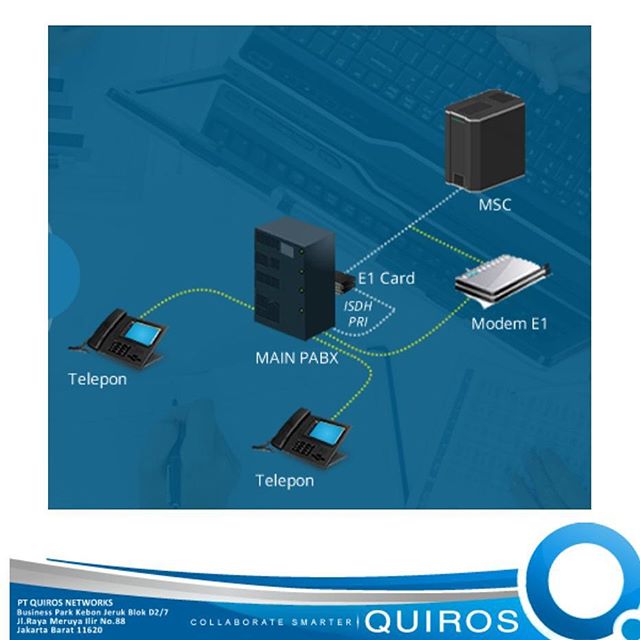 MSC
E1 Card
ISDH
PRI
Modem E1
MAIN PABX
Telepon
Telepon
PT QUIROS NETWORKS
Business Park Kebon Jeruk Blok D2/7
Jl.Raya Meruya Ilir No.88
Jakarta Barat 11620
COLLABORATE SMARTER
QUIROS